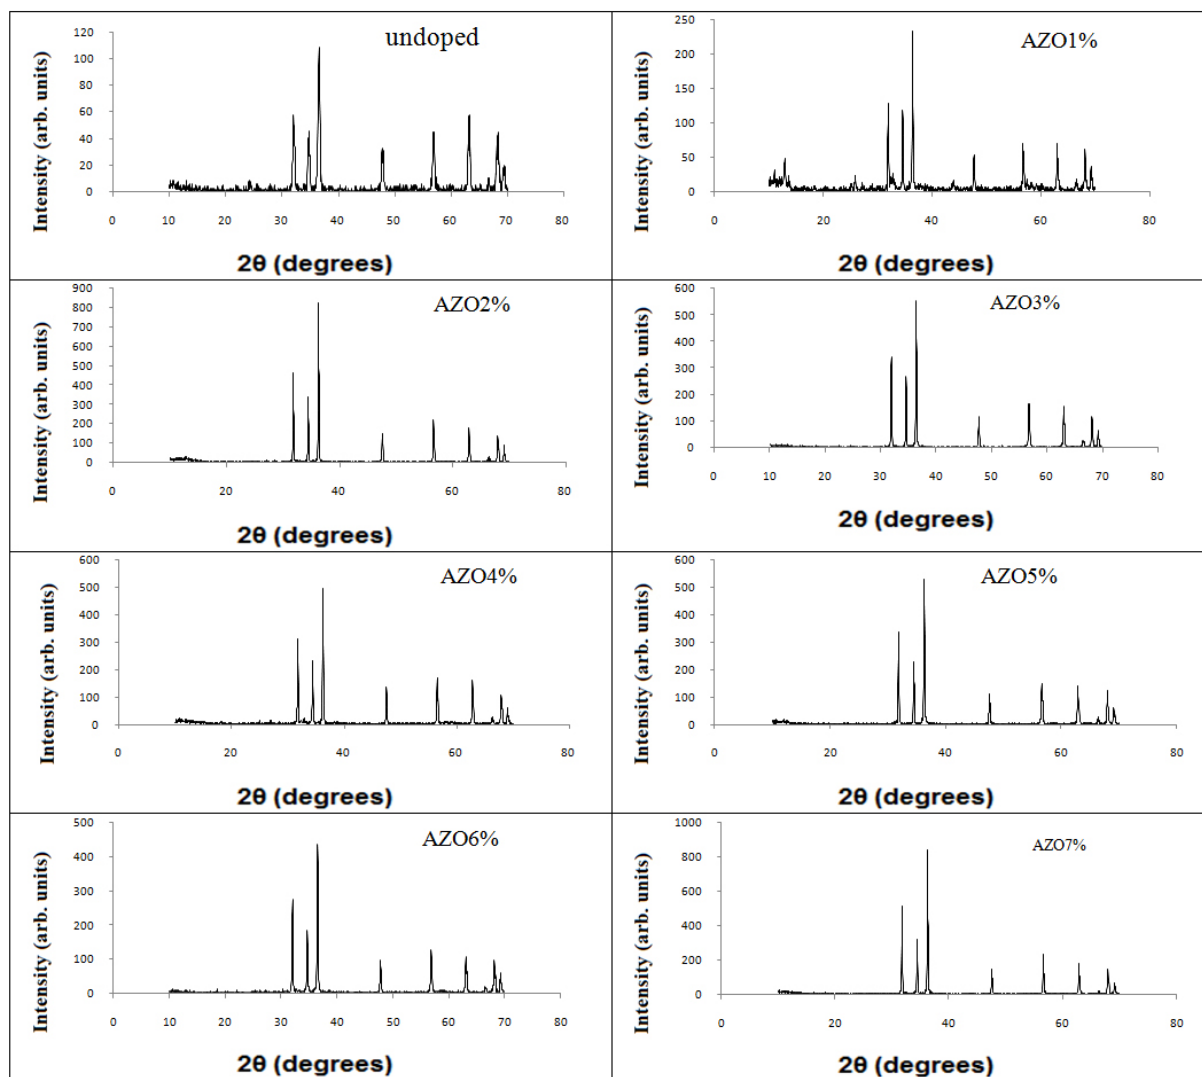 undoped
Intensity (arb. units)
120
100
80
60
40
20
0
0 10 20 30 40 50 60 70 80
2θ (degrees)
AZO1%
Intensity (arb. units)
250
200
150
100
50
0
0 20 40 60 80
2θ (degrees)
AZO2%
Intensity (arb. units)
900
800
700
600
500
400
300
200
100
0
0 20 40 60 80
2θ (degrees)
AZO3%
Intensity (arb. units)
600
500
400
300
200
100
0
0 10 20 30 40 50 60 70 80
2θ (degrees)
AZO4%
Intensity (arb. units)
600
500
400
300
200
100
0
0 20 40 60 80
2θ (degrees)
AZO5%
Intensity (arb. units)
600
500
400
300
200
100
0
0 20 40 60 80
2θ (degrees)
AZO6%
Intensity (arb. units)
500
400
300
200
100
0
0 10 20 30 40 50 60 70 80
2θ (degrees)
AZO7%
Intensity (arb. units)
1000
800
600
400
200
0
0 20 40 60 80
2θ (degrees)